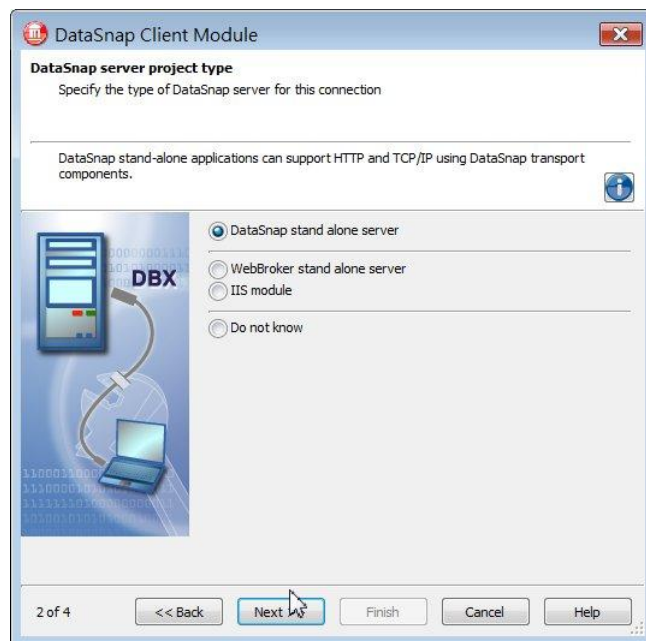 DataSnap Client Module
DataSnap server project type
Specify the type of DataSnap server for this connection
DataSnap stand-alone applications can support HTTP and TCP/IP using DataSnap transport
components.
DBX
DataSnap stand alone server
WebBroker stand alone server
IIS module
Do not know
2 of 4
<< Back
Next
Finish
Cancel
Help